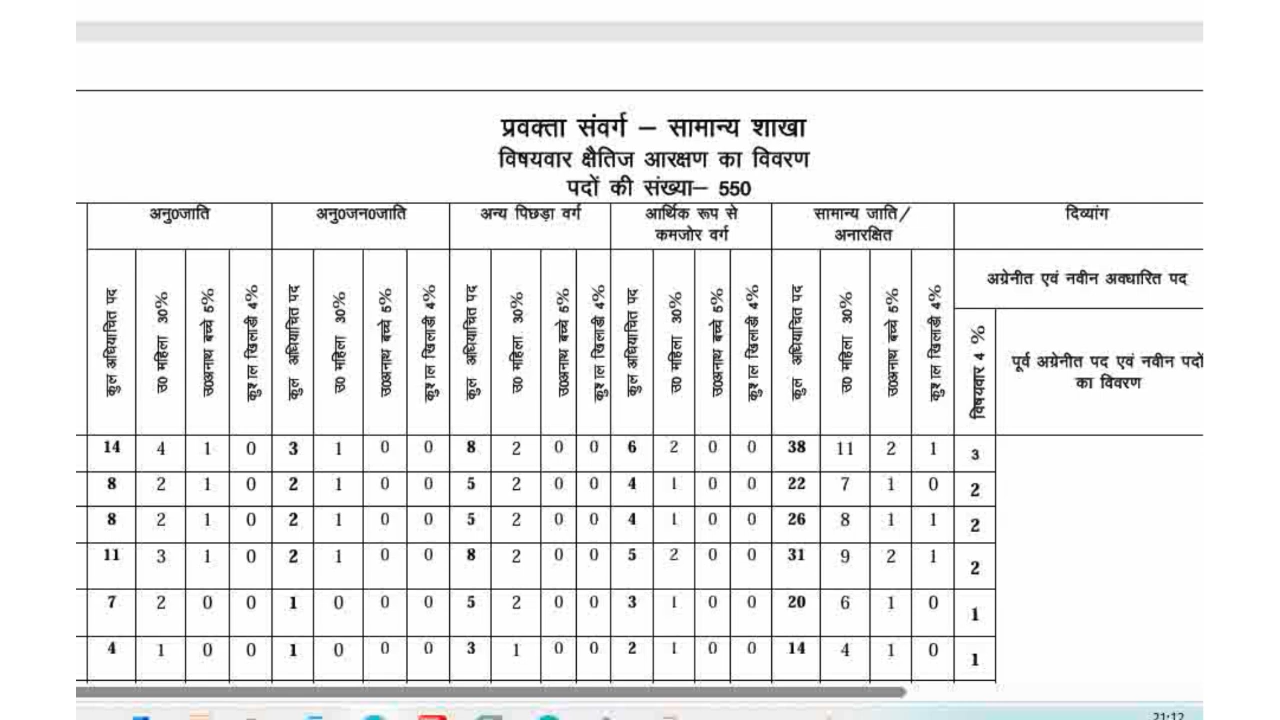 प्रवक्ता संवर्ग – सामान्य शाखा
विषयवार क्षैतिज आरक्षण का विवरण
पदों की संख्या– 550
अनु0जाति अनु0जन0जाति अन्य पिछड़ा वर्ग आर्थिक रूप से कमजोर वर्ग सामान्य जाति/ अनारक्षित दिव्यांग
अग्रेनीत एवं नवीन अवधारित पद
कुल अधियाचित पद उ0 महिला 30% उ0अनाथ बच्चे 5% कुशल खिलाडी 4% कुल अधियाचित पद उ0 महिला 30% उ0अनाथ बच्चे 5% कुशल खिलाडी 4% कुल अधियाचित पद उ0 महिला 30% उ0अनाथ बच्चे 5% कुशल खिलाडी 4% कुल अधियाचित पद उ0 महिला 30% उ0अनाथ बच्चे 5% कुशल खिलाडी 4% कुल अधियाचित पद उ0 महिला 30% उ0अनाथ बच्चे 5% कुशल खिलाडी 4% विषयवार 4 %
पूर्व अग्रेनीत पद एवं नवीन पदों
का विवरण
14 4 1 0 3 1 0 0 8 2 0 0 6 2 0 0 38 11 2 1 3
8 2 1 0 2 1 0 0 5 2 0 0 4 1 0 0 22 7 1 0 2
8 2 1 0 2 1 0 0 5 2 0 0 4 1 0 0 26 8 1 1 2
11 3 1 0 2 1 0 0 8 2 0 0 5 2 0 0 31 9 2 1 2
7 2 0 0 1 0 0 0 5 2 0 0 3 1 0 0 20 6 1 0 1
4 1 0 0 1 0 0 0 3 1 0 0 2 1 0 0 14 4 1 0 1
21:12